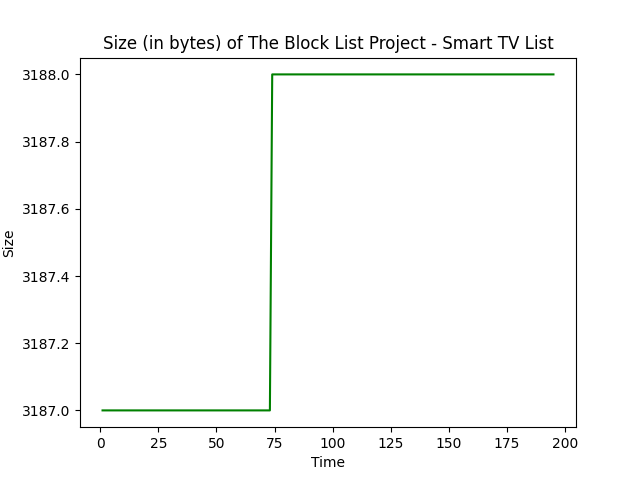 Size (in bytes) of The Block List Project - Smart TV List
3188.0
3187.8
3187.6
3187.4
3187.2
3187.0
Size
0 25 50 75 100 125 150 175 200
Time